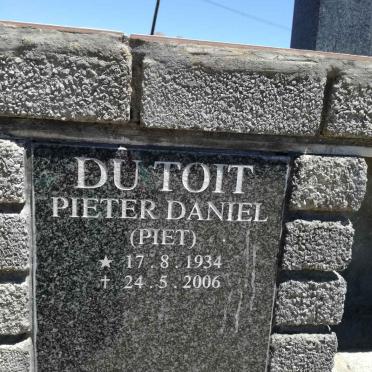 DU TOIT
PIETER DANIEL
(PIET)
★ 17.8.1934
† 24.5.2006